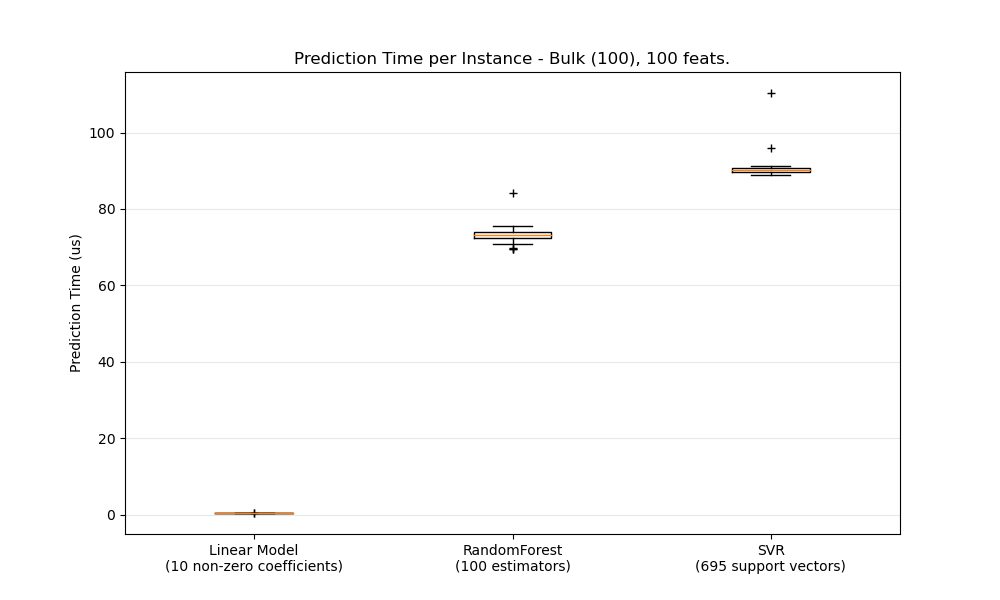 Prediction Time per Instance - Bulk (100), 100 feats.
Prediction Time (us)
100
80
60
40
20
0
Linear Model
(10 non-zero coefficients)
RandomForest
(100 estimators)
SVR
(695 support vectors)